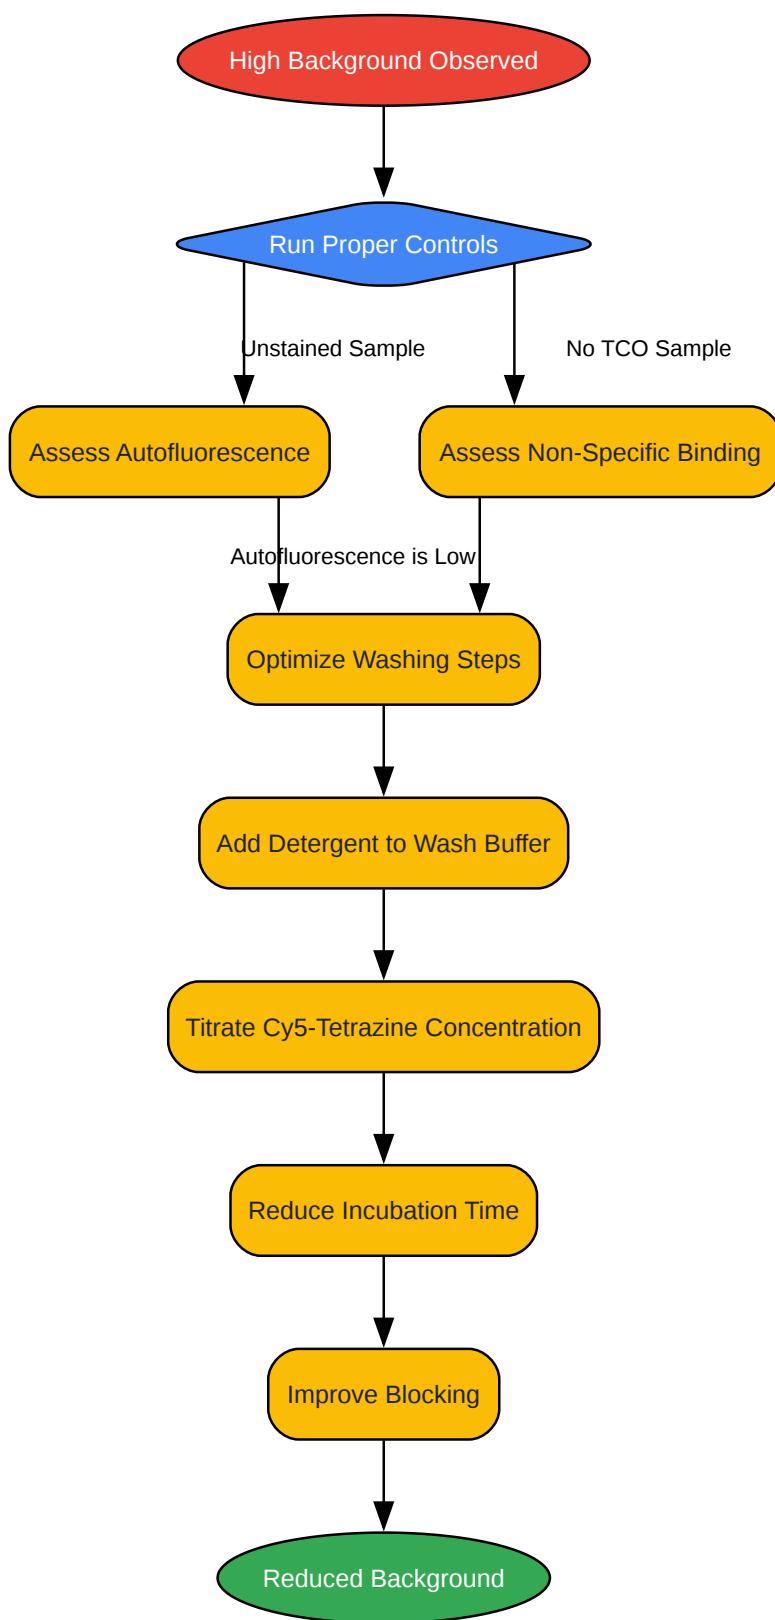 High Background Observed
Run Proper Controls
Unstained Sample
No TCO Sample
Assess Autofluorescence
Assess Non-Specific Binding
Autofluorescence is Low
Optimize Washing Steps
Add Detergent to Wash Buffer
Titrate Cy5-Tetrazine Concentration
Reduce Incubation Time
Improve Blocking
Reduced Background